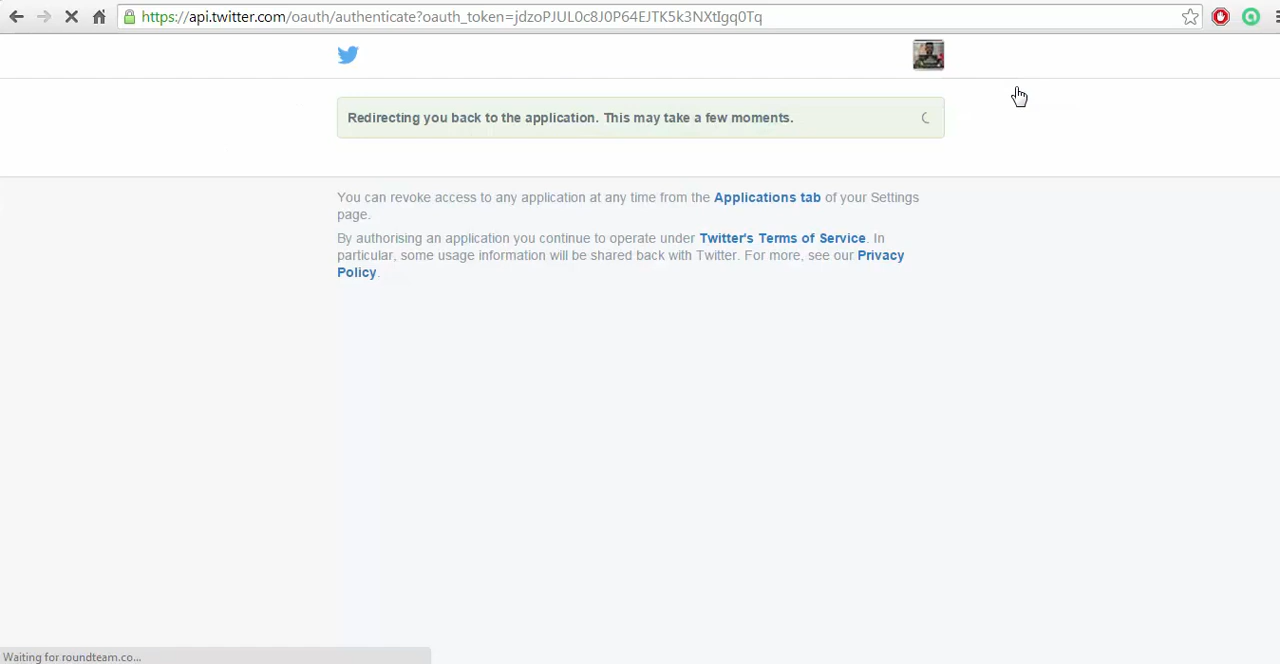 https://api.twitter.com/oauth/authenticate?oauth_token=jdzoPJUL0c8J0P64EJTK5k3NXtIgq0Tq
Redirecting you back to the application. This may take a few moments.
You can revoke access to any application at any time from the Applications tab of your Settings
page.
By authorising an application you continue to operate under Twitter's Terms of Service. In
particular, some usage information will be shared back with Twitter. For more, see our Privacy
Policy.
Waiting for roundteam.co...